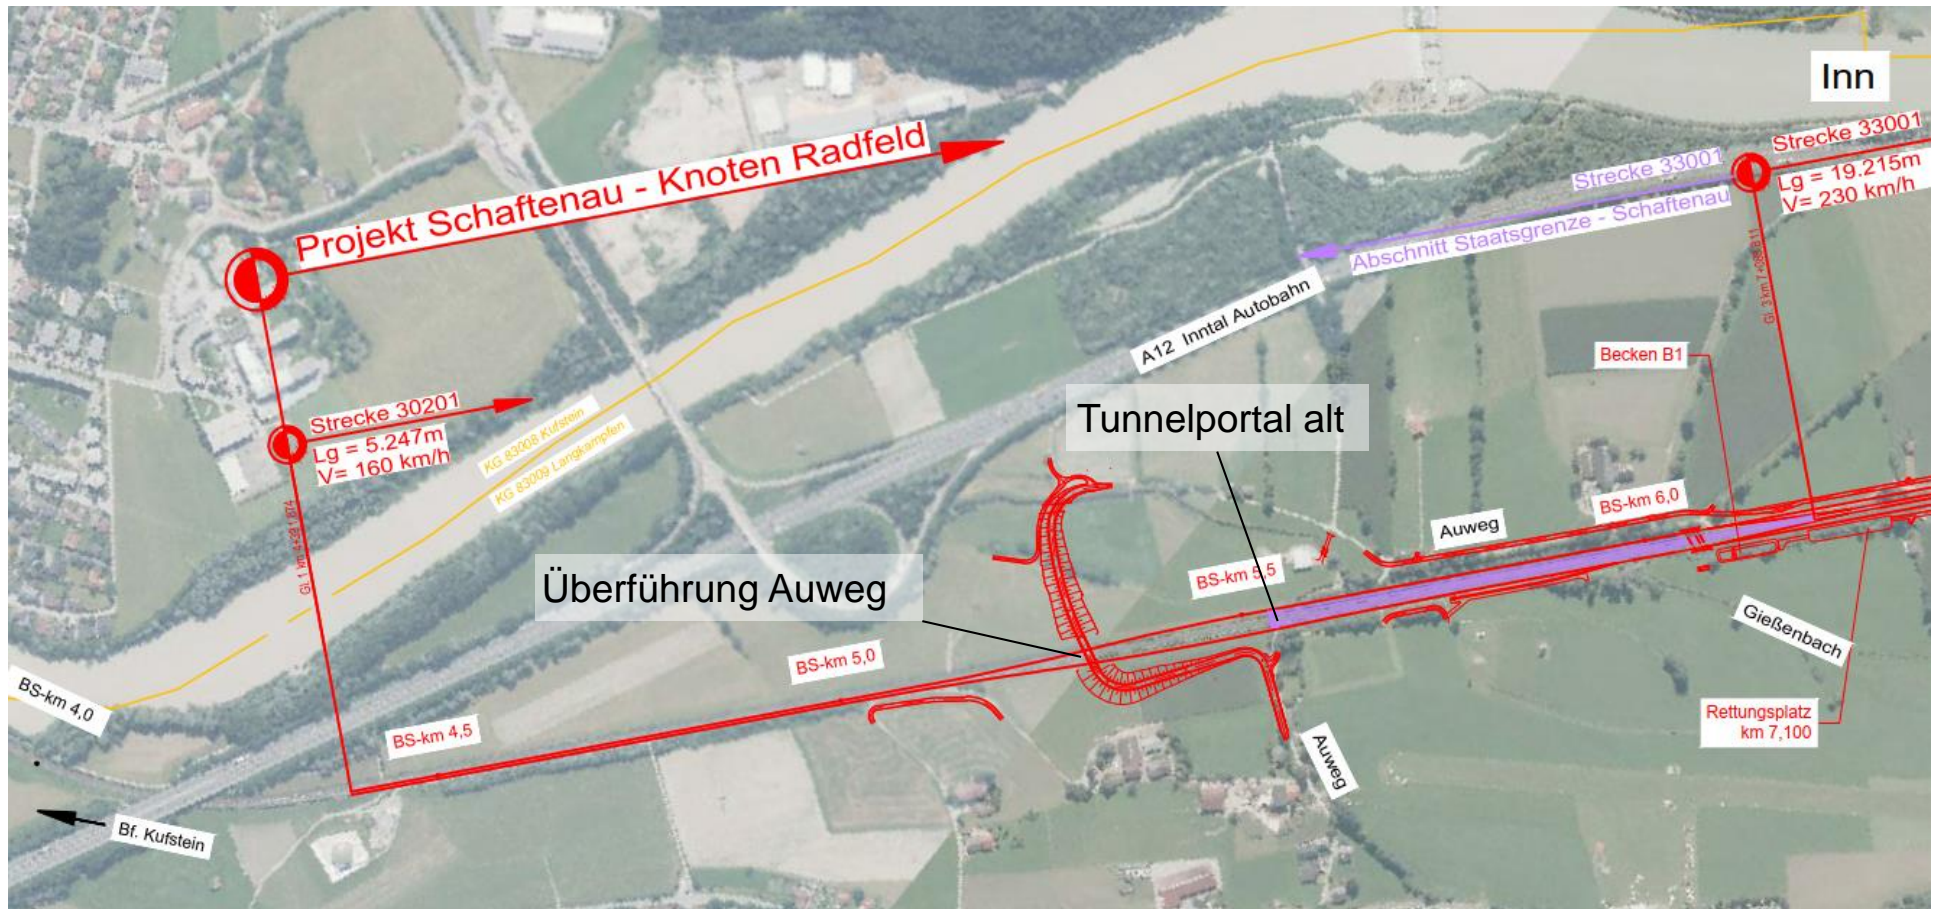 Inn
Strecke 33001
Lg = 19.215m
V= 230 km/h
Strecke 33001
Abschnitt Staatsgrenze - Schaftenau
Projekt Schaftenau - Knoten Radfeld
A12 Inntal Autobahn
Becken B1
Strecke 30201
Lg = 5.247m
V= 160 km/h
KG 83008 Kufstein
KG 83009 Langkampfen
Tunnelportal alt
BS-km 6,0
Auweg
Überführung Auweg
BS-km 5,5
Gießenbach
BS-km 5,0
BS-km 4,0
BS-km 4,5
Rettungsplatz
km 7,100
Auweg
Bf. Kufstein